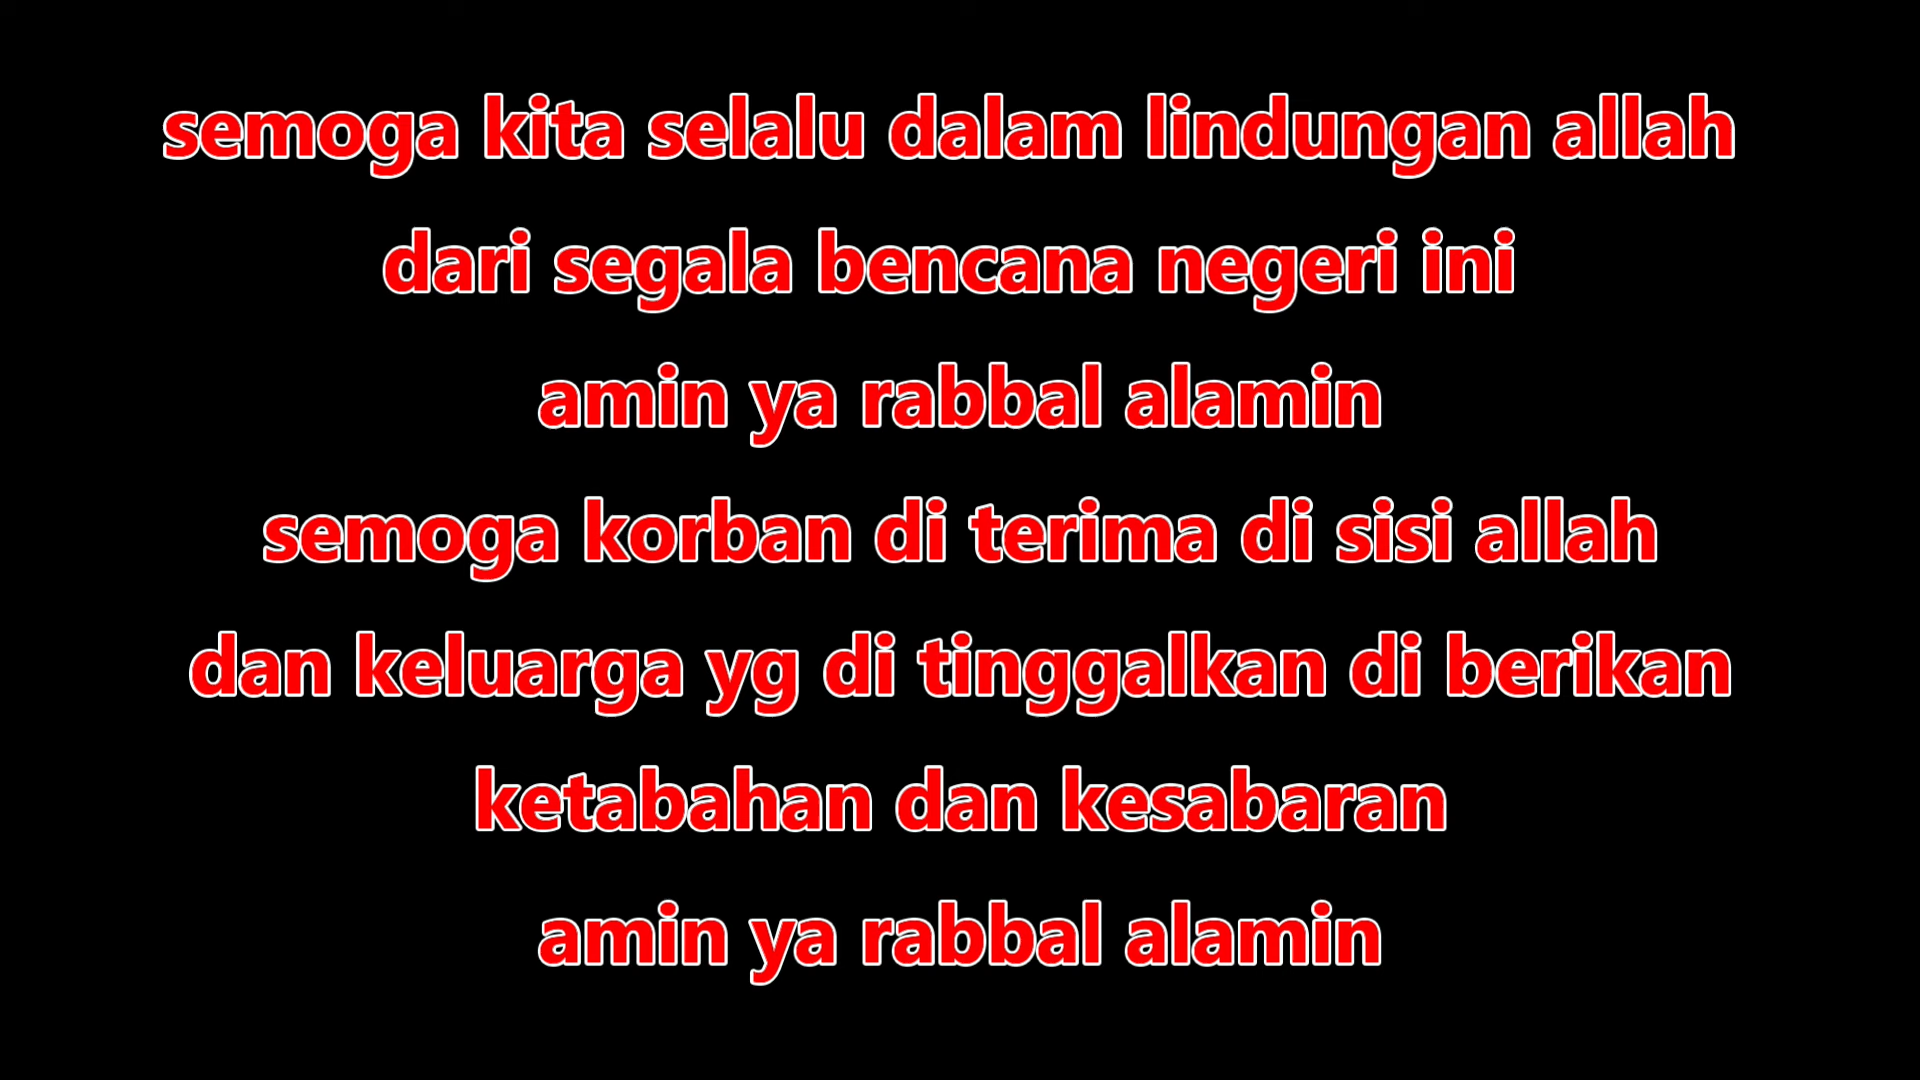 semoga kita selalu dalam lindungan allah
dari segala bencana negeri ini
amin ya rabbal alamin
semoga korban di terima di sisi allah
dan keluarga yg di tinggalkan di berikan
ketabahan dan kesabaran
amin ya rabbal alamin